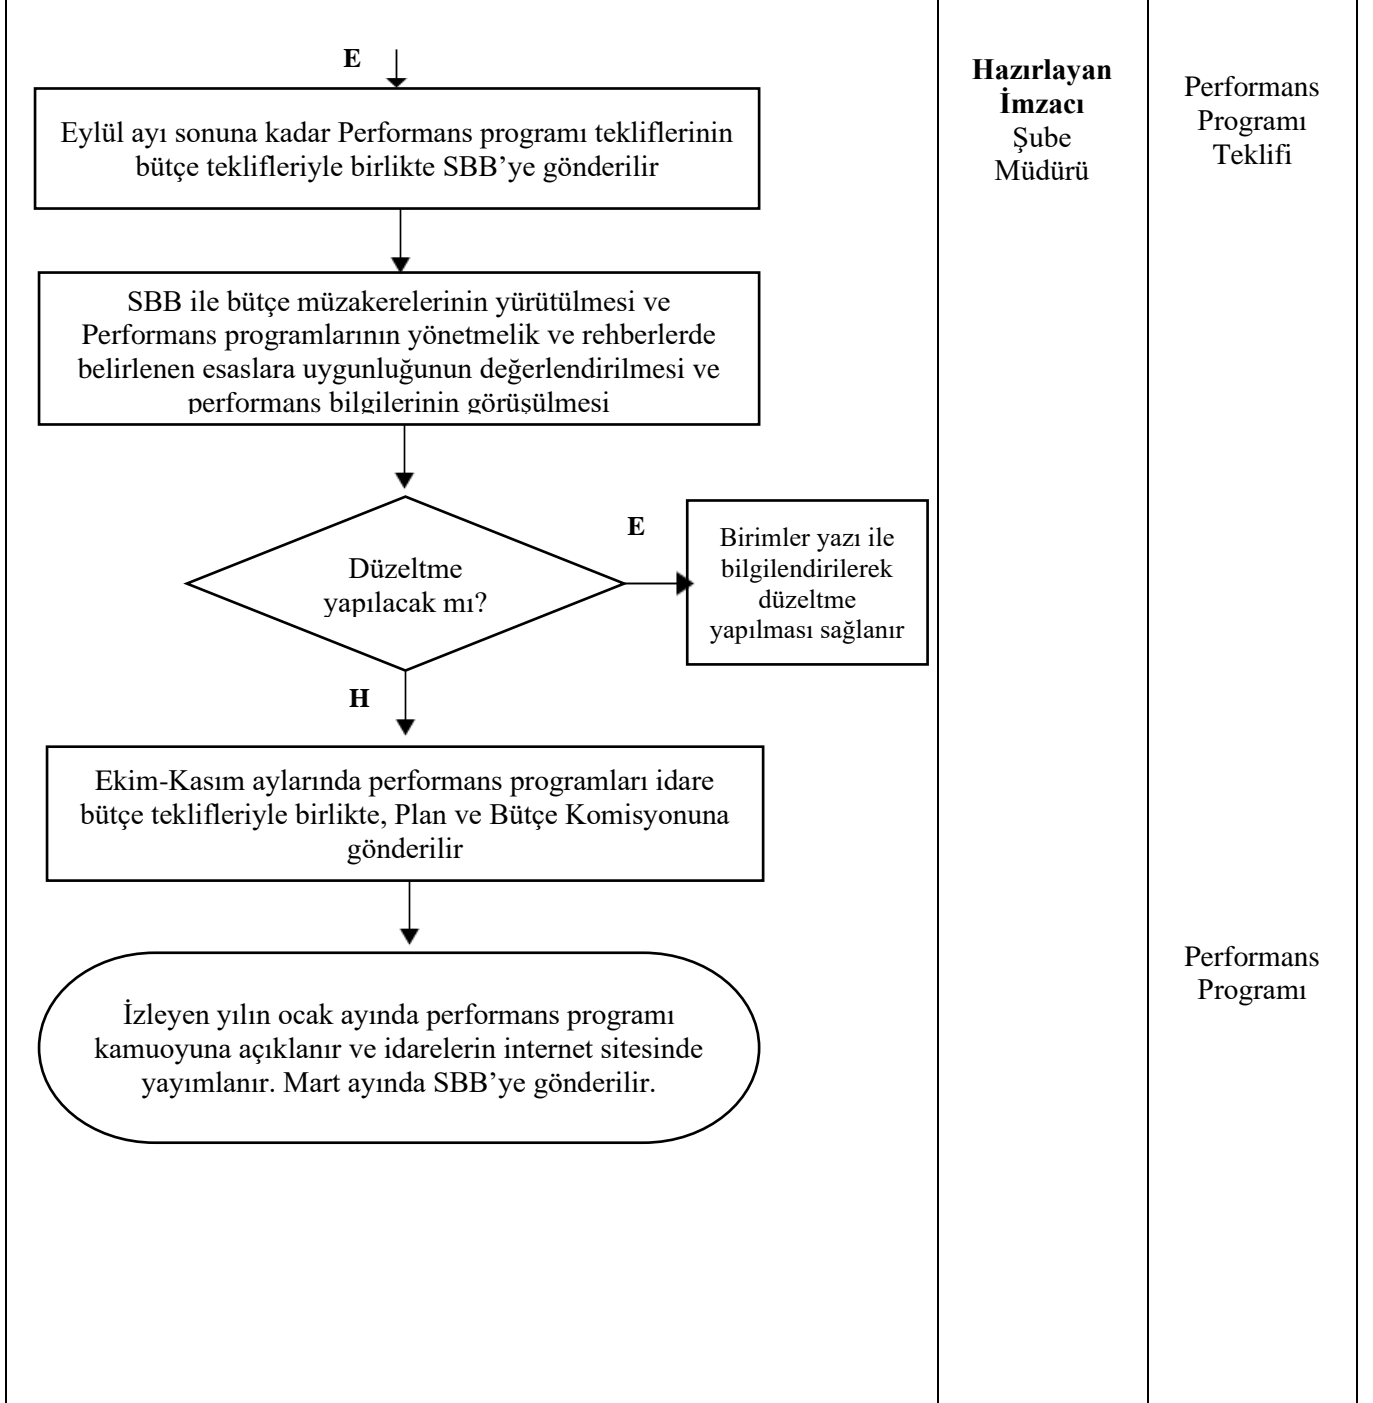 E
Eylül ayı sonuna kadar Performans programı tekliflerinin
bütçe teklifleriyle birlikte SBB’ye gönderilir
Hazırlayan
İmzacı
Şube
Müdürü
Performans
Programı
Teklifi
SBB ile bütçe müzakerelerinin yürütülmesi ve
Performans programlarının yönetmelik ve rehberlerde
belirlenen esaslara uygunluğunun değerlendirilmesi ve
performans bilgilerinin görüşülmesi
Düzeltme
yapılacak mı?
E
Birimler yazı ile
bilgilendirilerek
düzeltme
yapılması sağlanır
H
Ekim-Kasım aylarında performans programları idare
bütçe teklifleriyle birlikte, Plan ve Bütçe Komisyonuna
gönderilir
İzleyen yılın ocak ayında performans programı
kamuoyuna açıklanır ve idarelerin internet sitesinde
yayımlanır. Mart ayında SBB’ye gönderilir.
Performans
Programı